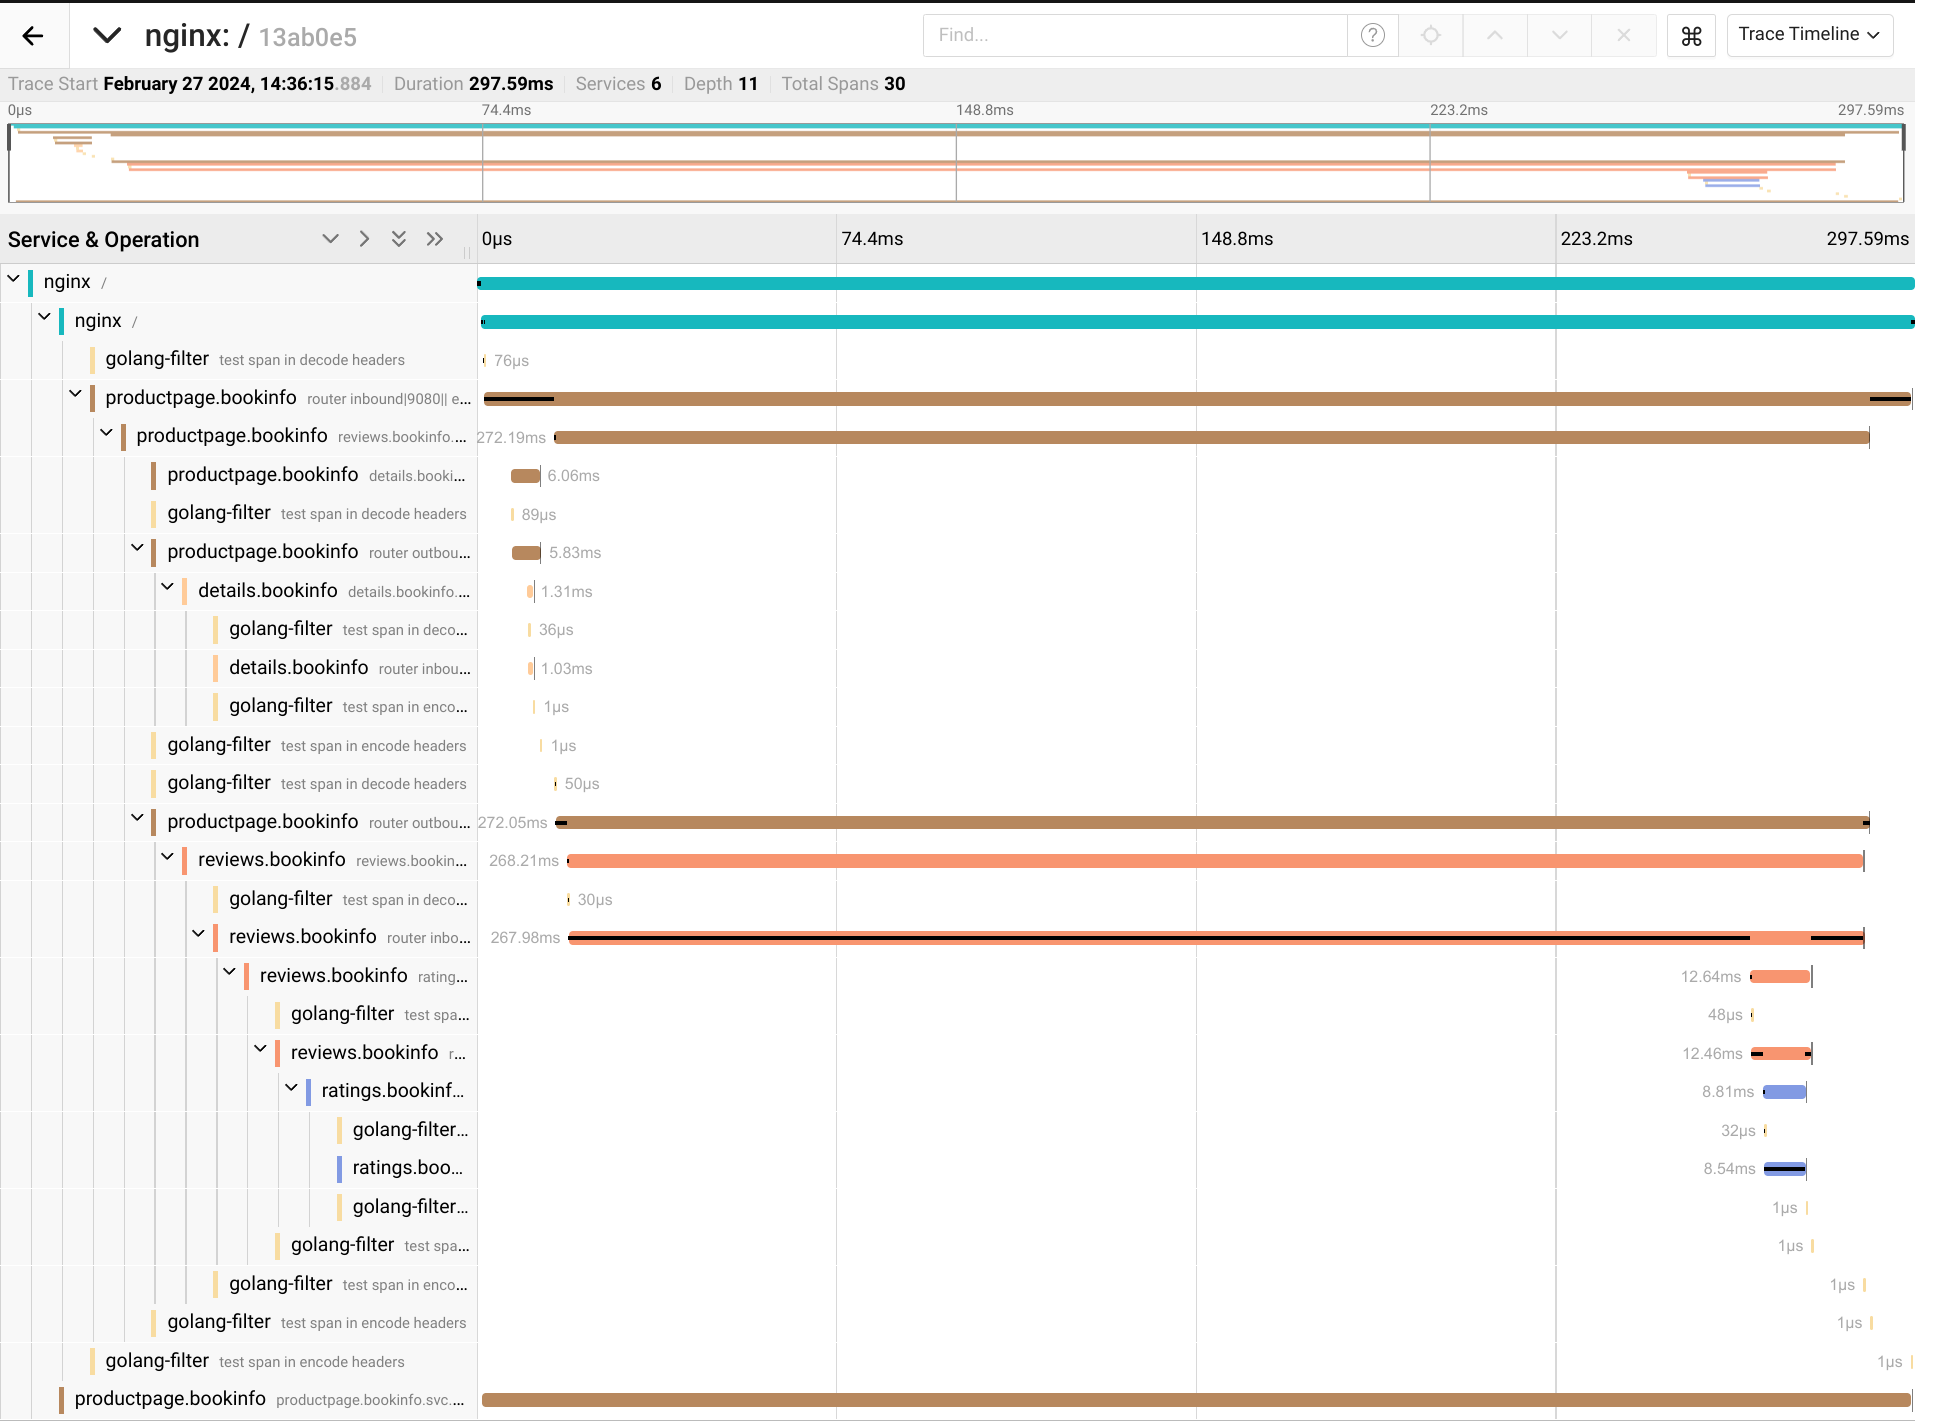 nginx: / 13ab0e5 Find... ? ⌘ Trace Timeline
Trace Start February 27 2024, 14:36:15.884 Duration 297.59ms Services 6 Depth 11 Total Spans 30
0μs 74.4ms 148.8ms 223.2ms 297.59ms
Service & Operation 0μs 74.4ms 148.8ms 223.2ms 297.59ms
nginx /
nginx /
golang-filter test span in decode headers 76μs
productpage.bookinfo router inbound|9080|| e...
productpage.bookinfo reviews.bookinfo.... 272.19ms
productpage.bookinfo details.booki... 6.06ms
golang-filter test span in decode headers 89μs
productpage.bookinfo router outbou... 5.83ms
details.bookinfo details.bookinfo.... 1.31ms
golang-filter test span in deco... 36μs
details.bookinfo router inbou... 1.03ms
golang-filter test span in enco... 1μs
golang-filter test span in encode headers 1μs
golang-filter test span in decode headers 50μs
productpage.bookinfo router outbou... 272.05ms
reviews.bookinfo reviews.bookin... 268.21ms
golang-filter test span in deco... 30μs
reviews.bookinfo router inbo... 267.98ms
reviews.bookinfo rating... 12.64ms
golang-filter test spa... 48μs
reviews.bookinfo r... 12.46ms
ratings.bookinf... 8.81ms
golang-filter... 32μs
ratings.boo... 8.54ms
golang-filter... 1μs
golang-filter test spa... 1μs
golang-filter test span in enco... 1μs
golang-filter test span in encode headers 1μs
golang-filter test span in encode headers 1μs
productpage.bookinfo productpage.bookinfo.svc....